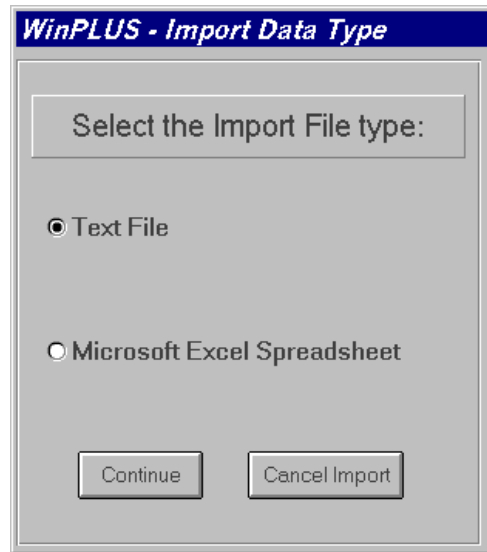 WinPLUS - Import Data Type
Select the Import File type:
Text File
Microsoft Excel Spreadsheet
Continue
Cancel Import